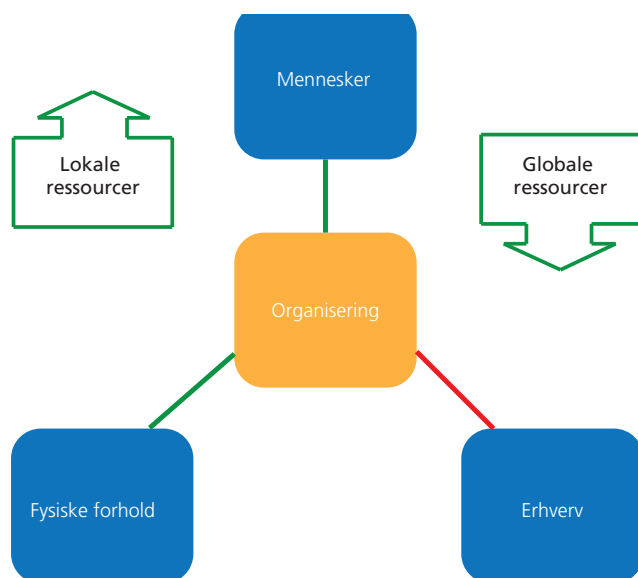 Mennesker
Lokale
ressourcer
Globale
ressourcer
Organisering
Fysiske forhold
Erhverv